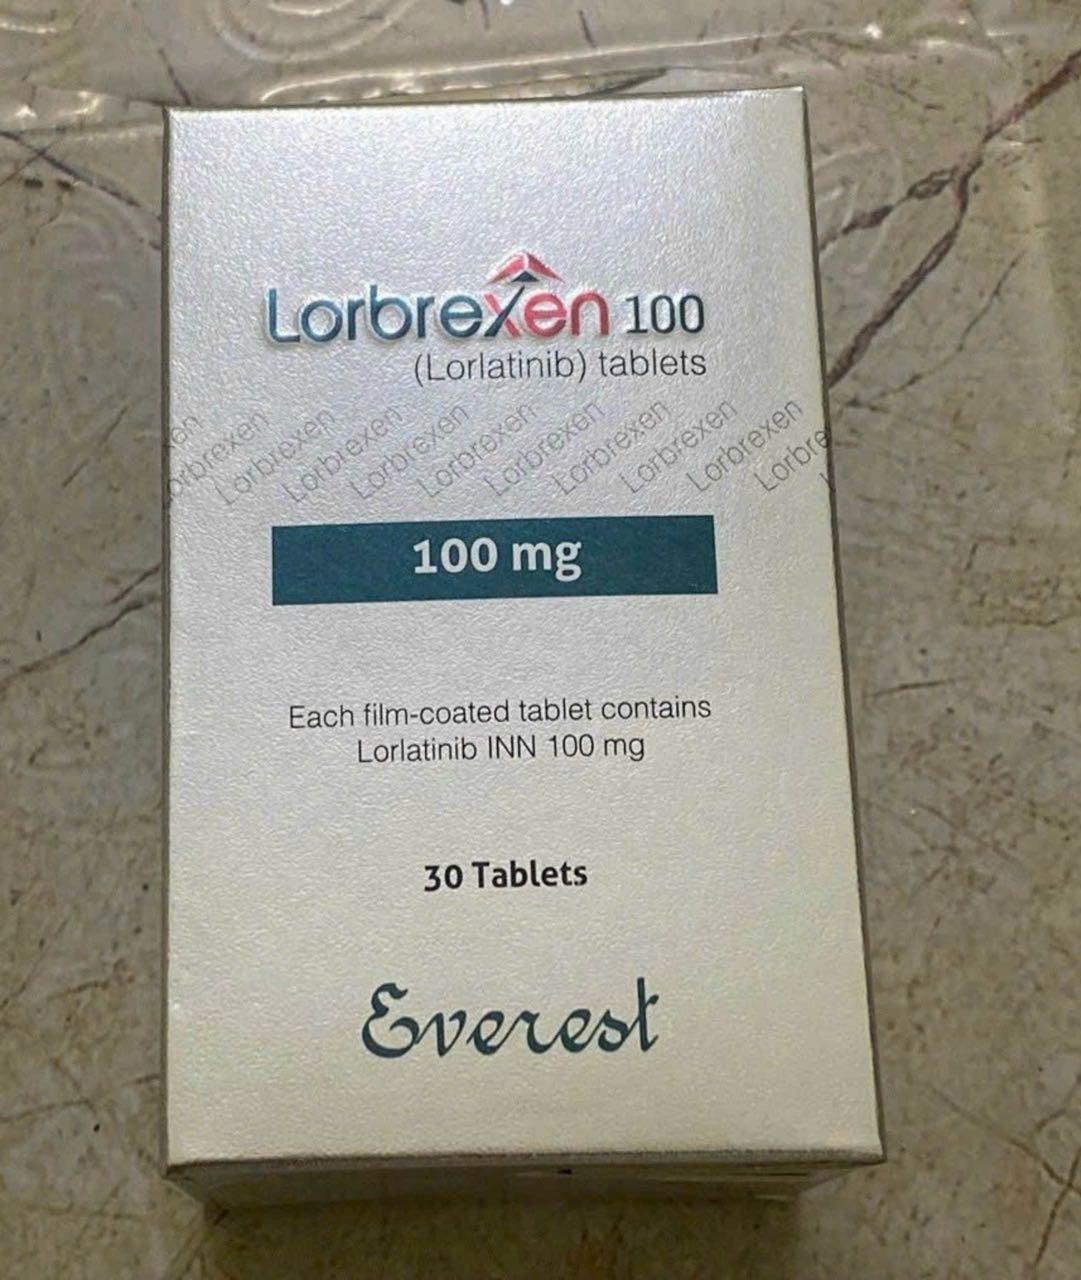 Lorbrexen 100
(Lorlatinib) tablets
Lorbrexen Lorbrexen Lorbrexen Lorbrexen Lorbrexen Lorbrexen Lorbrexen Lorbrexen
100 mg
Each film-coated tablet contains
Lorlatinib INN 100 mg
30 Tablets
Everest